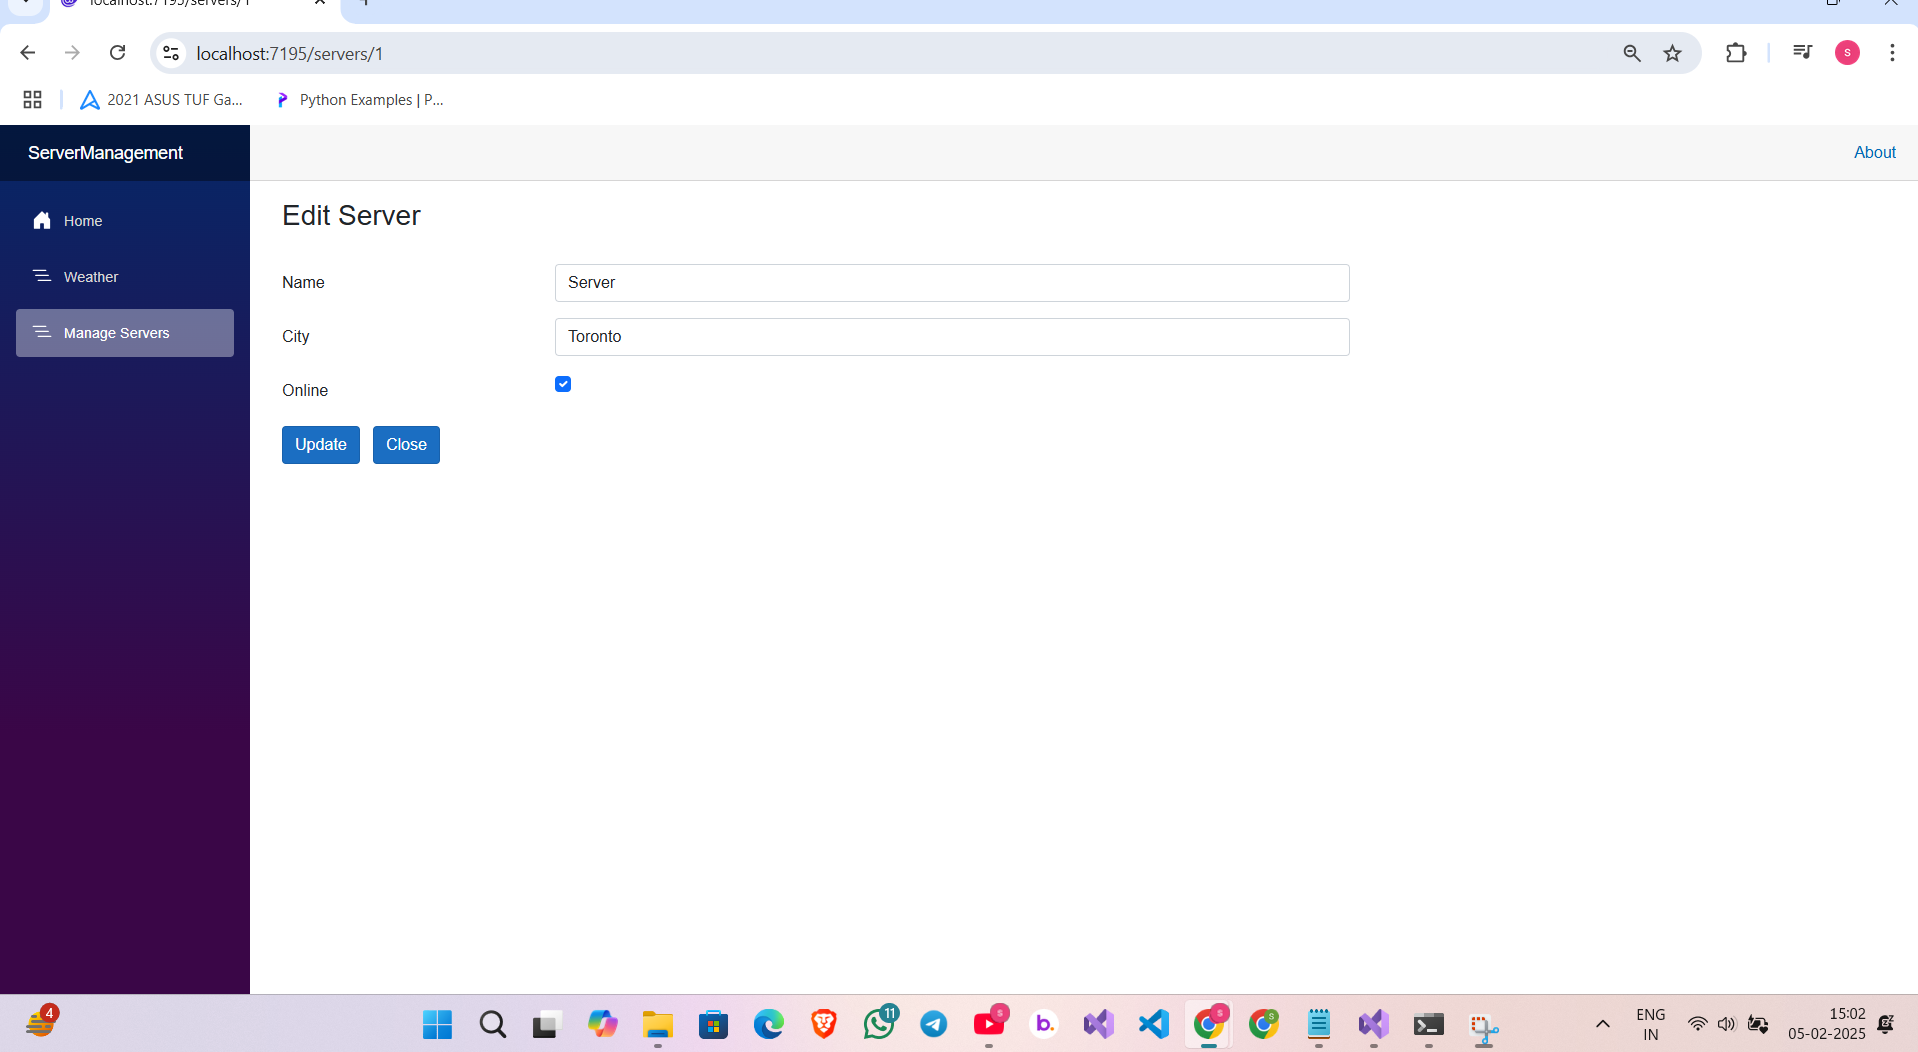 localhost:7195/servers/1
localhost:7195/servers/1
S
2021 ASUS TUF Ga...
Python Examples | P...
ServerManagement
About
Home
Weather
Manage Servers
Edit Server
Name
Server
City
Toronto
Online
Update
Close
4
11
S
b.
S
S
ENG
IN
15:02
05-02-2025